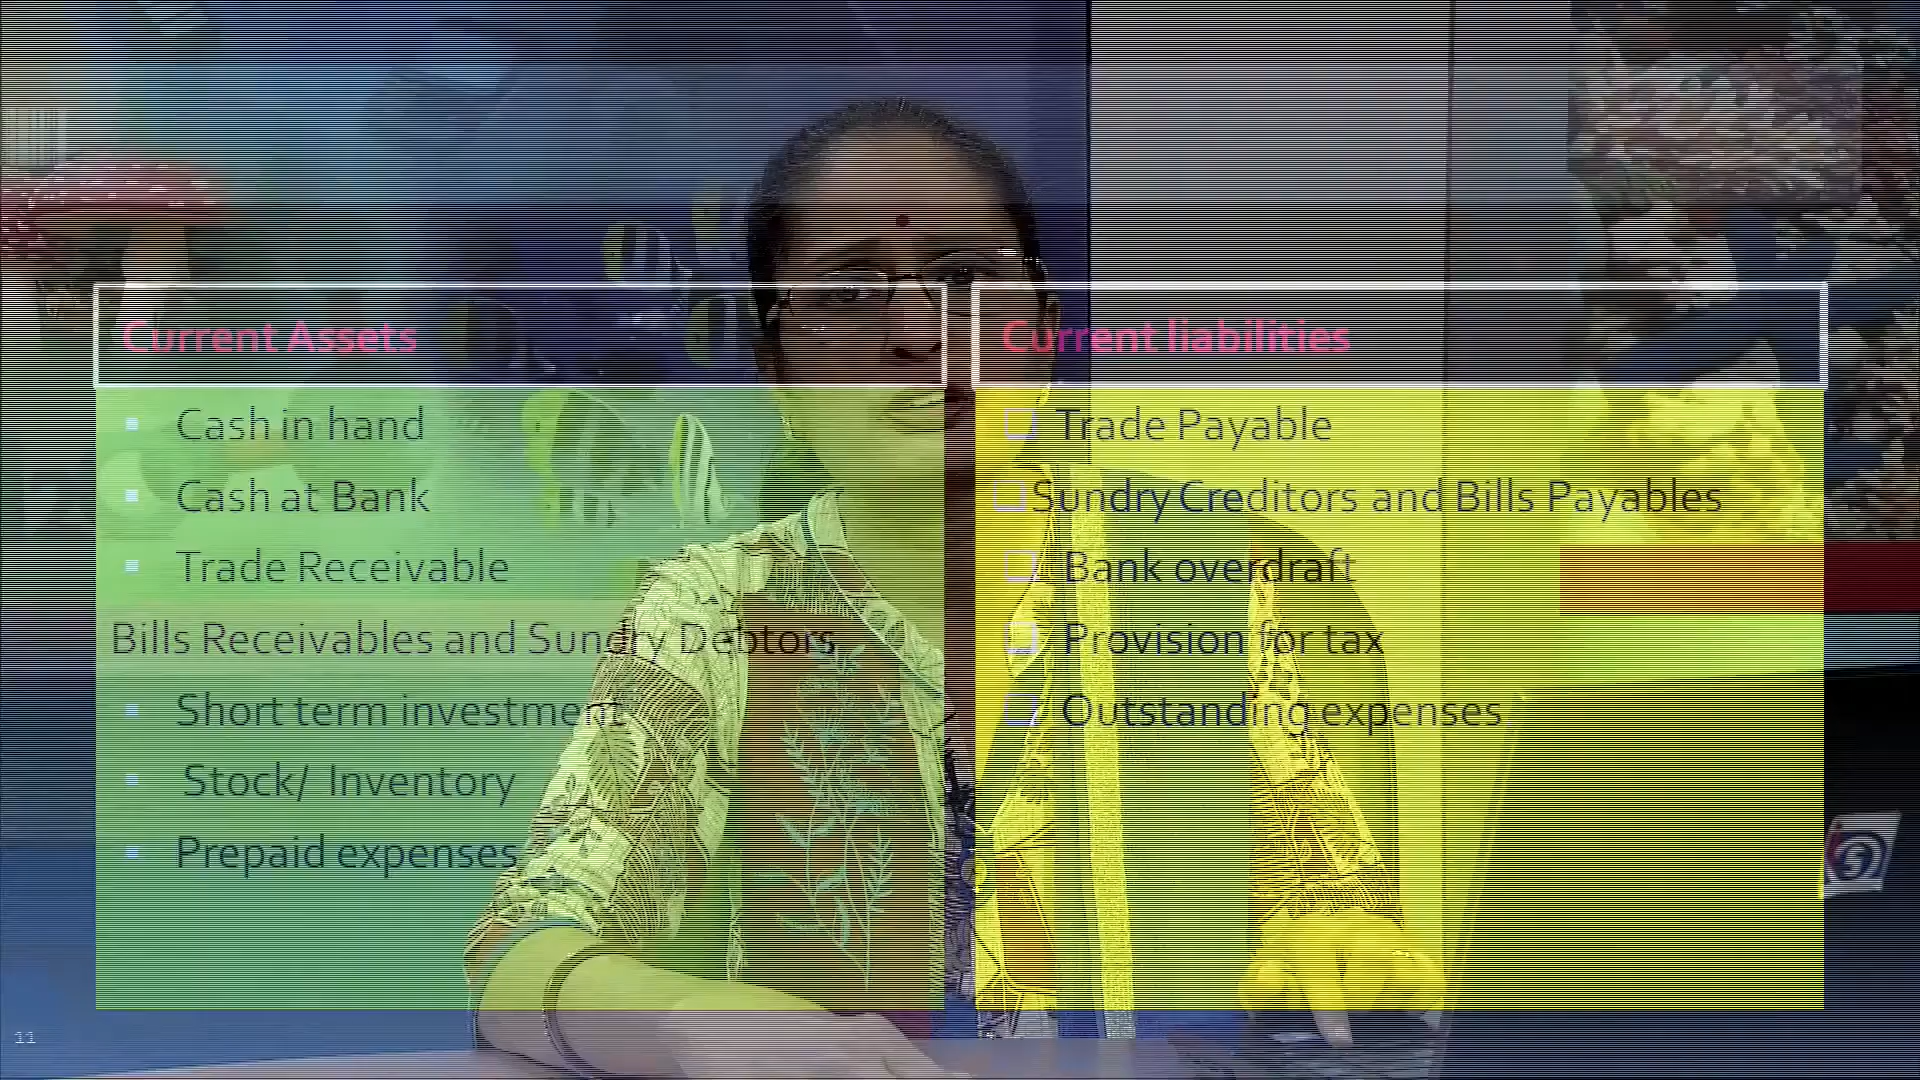 Current Assets
Cash in hand
Cash at Bank
Trade Receivable
Bills Receivables and Sundry Debtors
Short term investment
Stock/ Inventory
Prepaid expenses
Current liabilities
Trade Payable
Sundry Creditors and Bills Payables
Bank overdraft
Provision for tax
Outstanding expenses
11